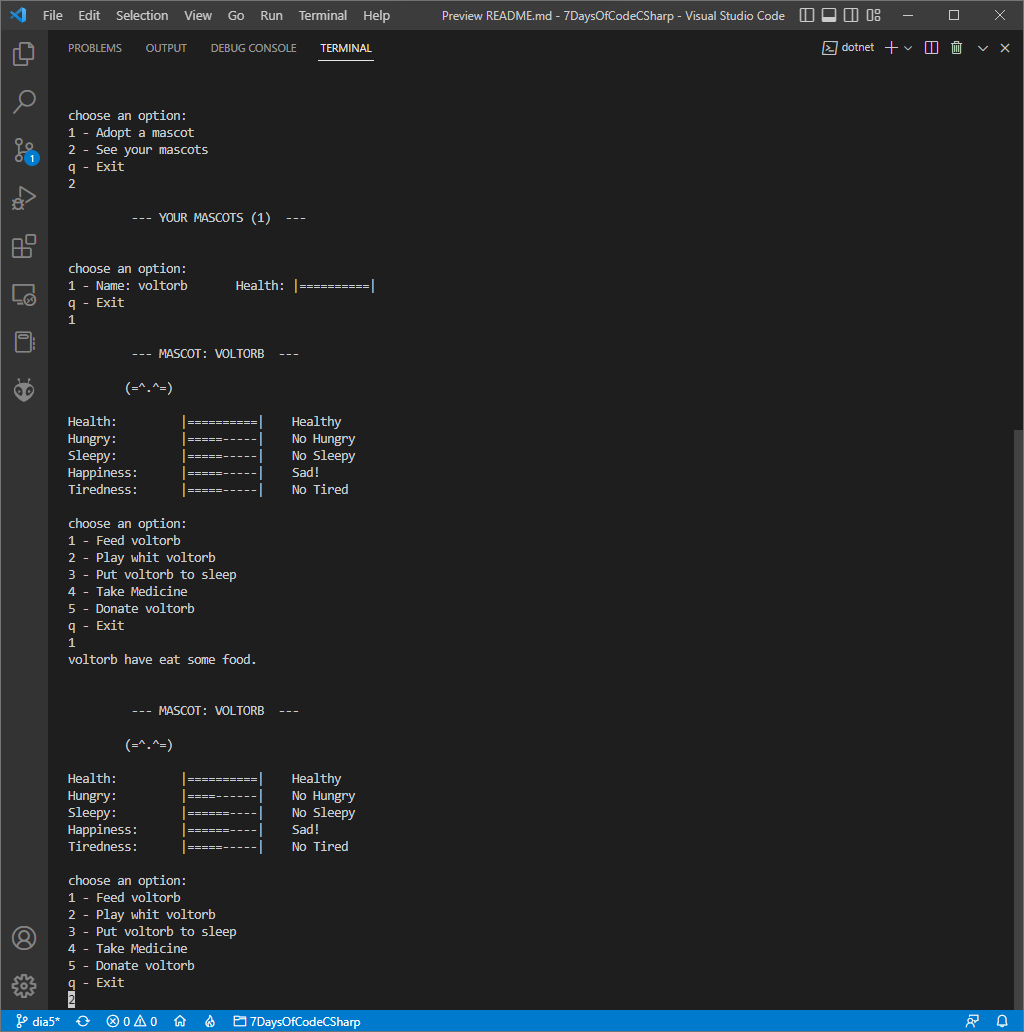 File Edit Selection View Go Run Terminal Help Preview README.md - 7DaysOfCodeCSharp - Visual Studio Code
PROBLEMS OUTPUT DEBUG CONSOLE TERMINAL dotnet
choose an option:
1 - Adopt a mascot
2 - See your mascots
q - Exit
2
--- YOUR MASCOTS (1) ---
choose an option:
1 - Name: voltorb Health: |==========|
q - Exit
1
--- MASCOT: VOLTORB ---
(=^.^=)
Health: |==========| Healthy
Hungry: |=====-----| No Hungry
Sleepy: |=====-----| No Sleepy
Happiness: |=====-----| Sad!
Tiredness: |=====-----| No Tired
choose an option:
1 - Feed voltorb
2 - Play whit voltorb
3 - Put voltorb to sleep
4 - Take Medicine
5 - Donate voltorb
q - Exit
1
voltorb have eat some food.
--- MASCOT: VOLTORB ---
(=^.^=)
Health: |==========| Healthy
Hungry: |====------| No Hungry
Sleepy: |======----| No Sleepy
Happiness: |======----| Sad!
Tiredness: |=====-----| No Tired
choose an option:
1 - Feed voltorb
2 - Play whit voltorb
3 - Put voltorb to sleep
4 - Take Medicine
5 - Donate voltorb
q - Exit
2
1
dia5* 0 0 7DaysOfCodeCSharp